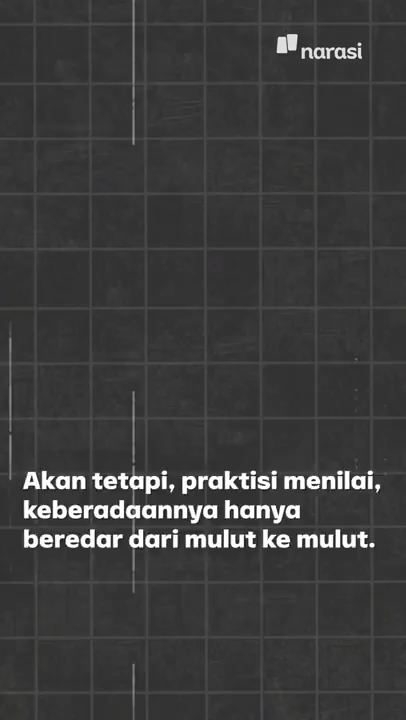 narasi
Akan tetapi, praktisi menilai,
keberadaannya hanya
beredar dari mulut ke mulut.